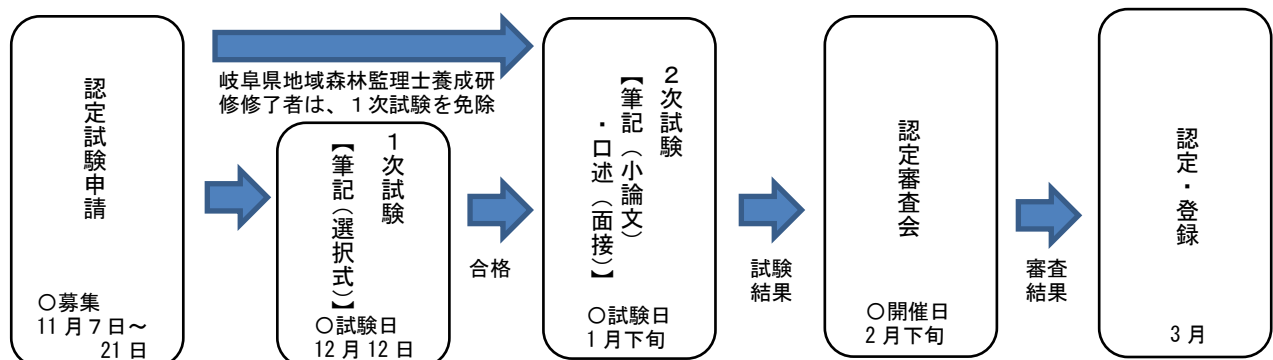 認定試験申請
○募集
11月7日～
21日
岐阜県地域森林監理士養成研
修修了者は、1次試験を免除
1次試験
【筆記（選択式）】
○試験日
12月12日
合格
2次試験
【筆記（小論文）
・口述（面接）】
○試験日
1月下旬
試験
結果
認定審査会
○開催日
2月下旬
審査
結果
認定・登録
3月